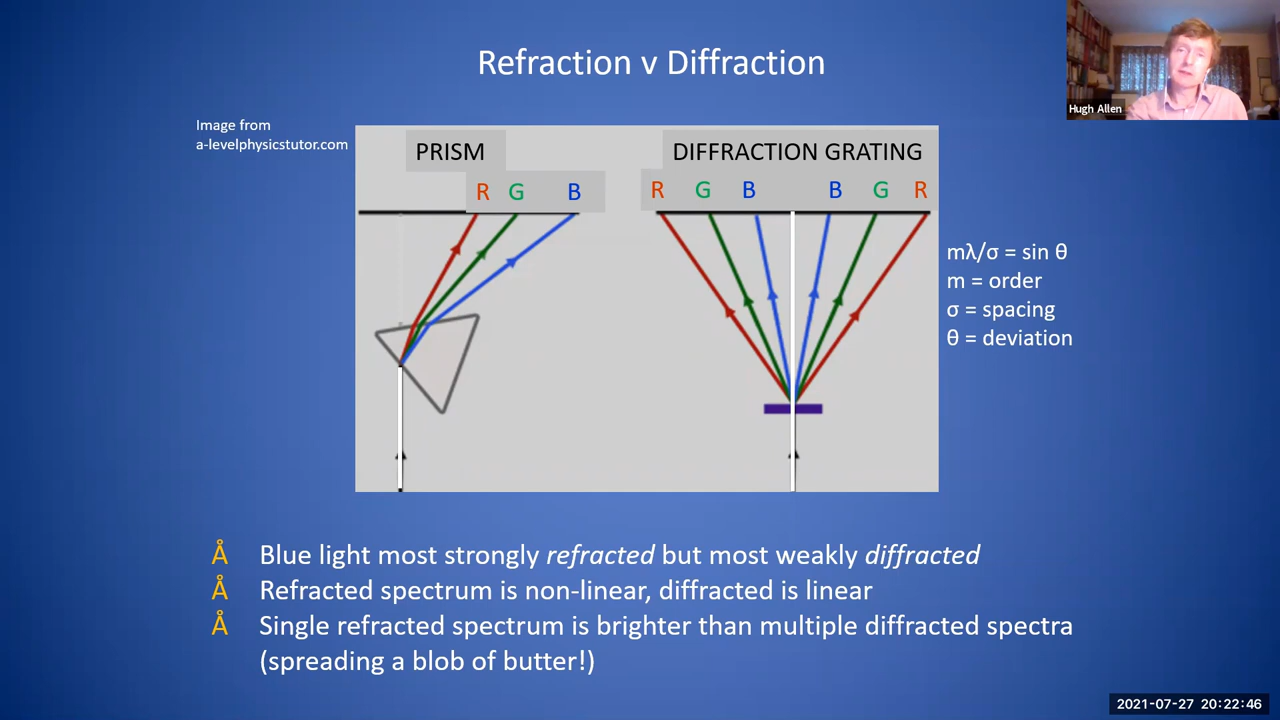 Refraction v Diffraction
Hugh Allen
Image from
a-levelphysicstutor.com
PRISM
DIFFRACTION GRATING
R G B
R G B B G R
mλ/σ = sin θ
m = order
σ = spacing
θ = deviation
Å Blue light most strongly refracted but most weakly diffracted
Å Refracted spectrum is non-linear, diffracted is linear
Å Single refracted spectrum is brighter than multiple diffracted spectra
(spreading a blob of butter!)
2021-07-27 20:22:46